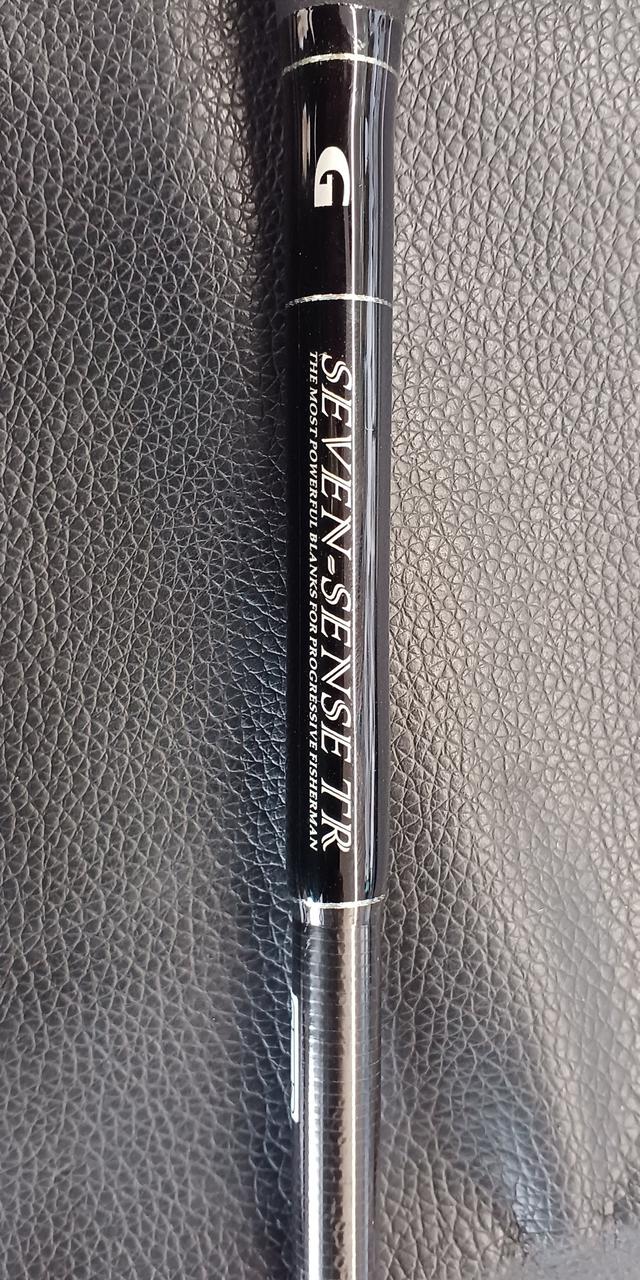 G
SEVEN-SENSE TR
THE MOST POWERFUL BLANKS FOR PROGRESSIVE FISHERMAN